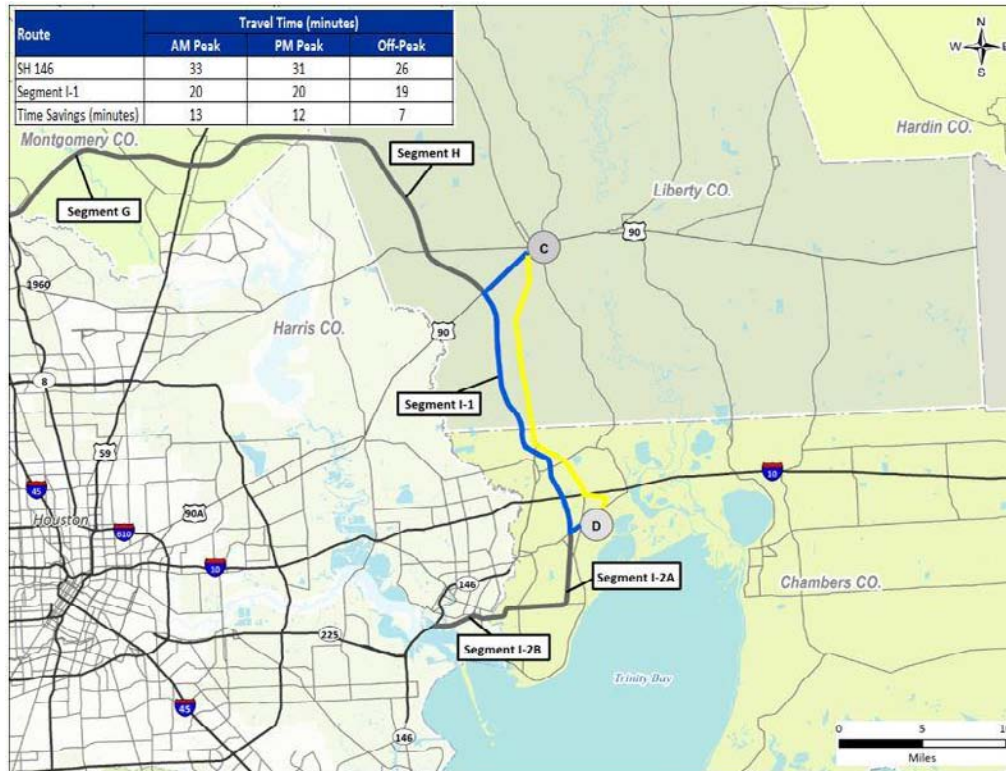 Route Travel Time (minutes)
AM Peak PM Peak Off-Peak
SH 146 33 31 26
Segment I-1 20 20 19
Time Savings (minutes) 13 12 7
N
W E
S
Montgomery CO.
Hardin CO.
Segment H
Liberty CO.
Segment G
90
C
1960
Harris CO.
90
8
Segment I-1
59
10
45
90A
Houston
610
D
10
146
Segment I-2A
Chambers CO.
225
Segment I-2B
Trinity Bay
45
146
0 5 10
Miles